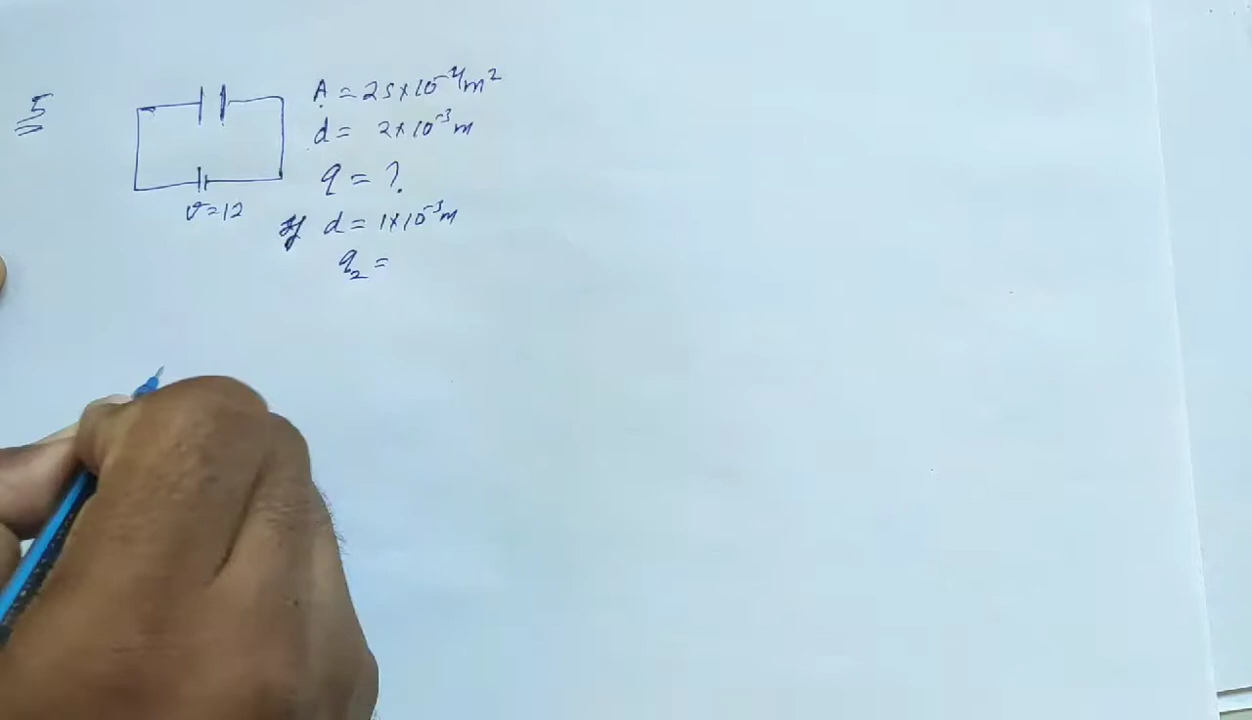 5
A = 25×10⁻⁴m²
d = 2×10⁻³m
q = ?
V=12
If d = 1×10⁻³m
q₂ =